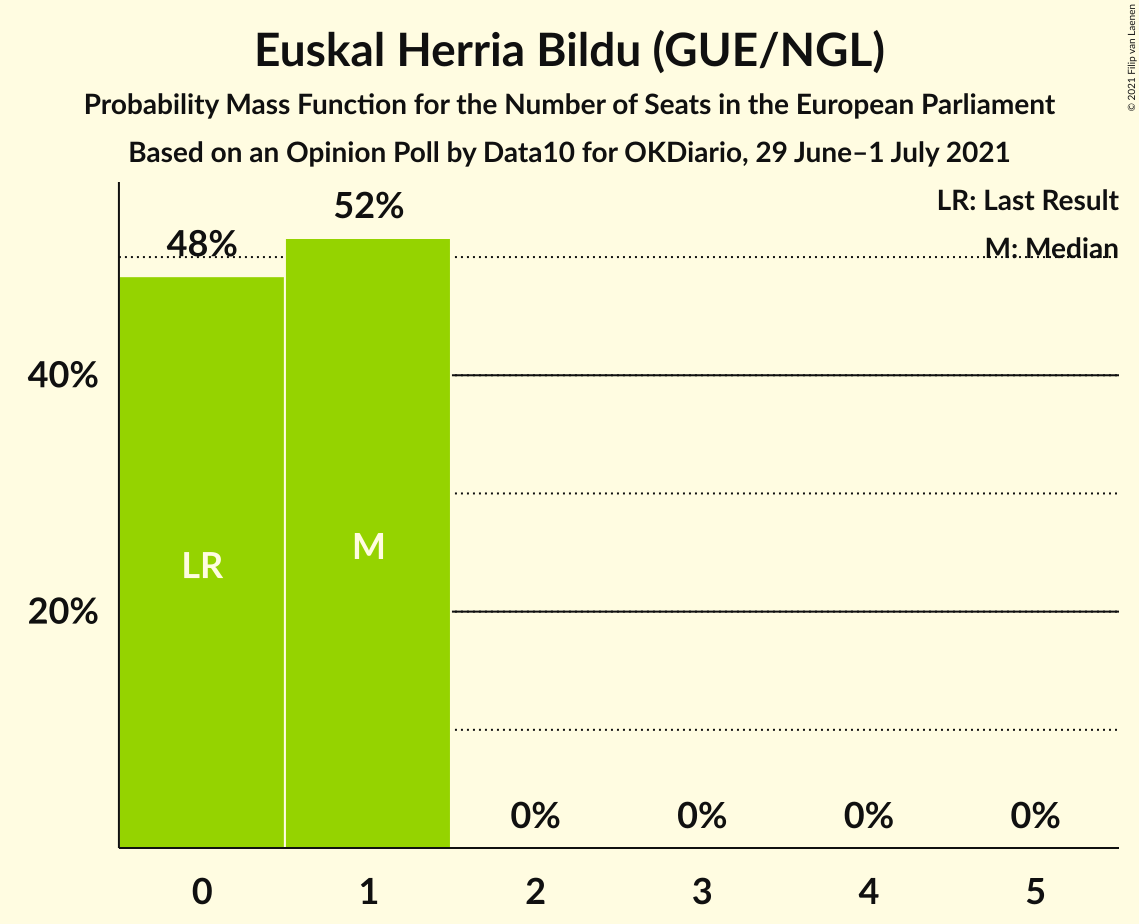 Euskal Herria Bildu (GUE/NGL)
Probability Mass Function for the Number of Seats in the European Parliament
Based on an Opinion Poll by Data10 for OKDiario, 29 June–1 July 2021
© 2021 Filip van Laenen
LR: Last Result
M: Median
48%
52%
40%
20%
LR
M
0%
0%
0%
0%
0
1
2
3
4
5